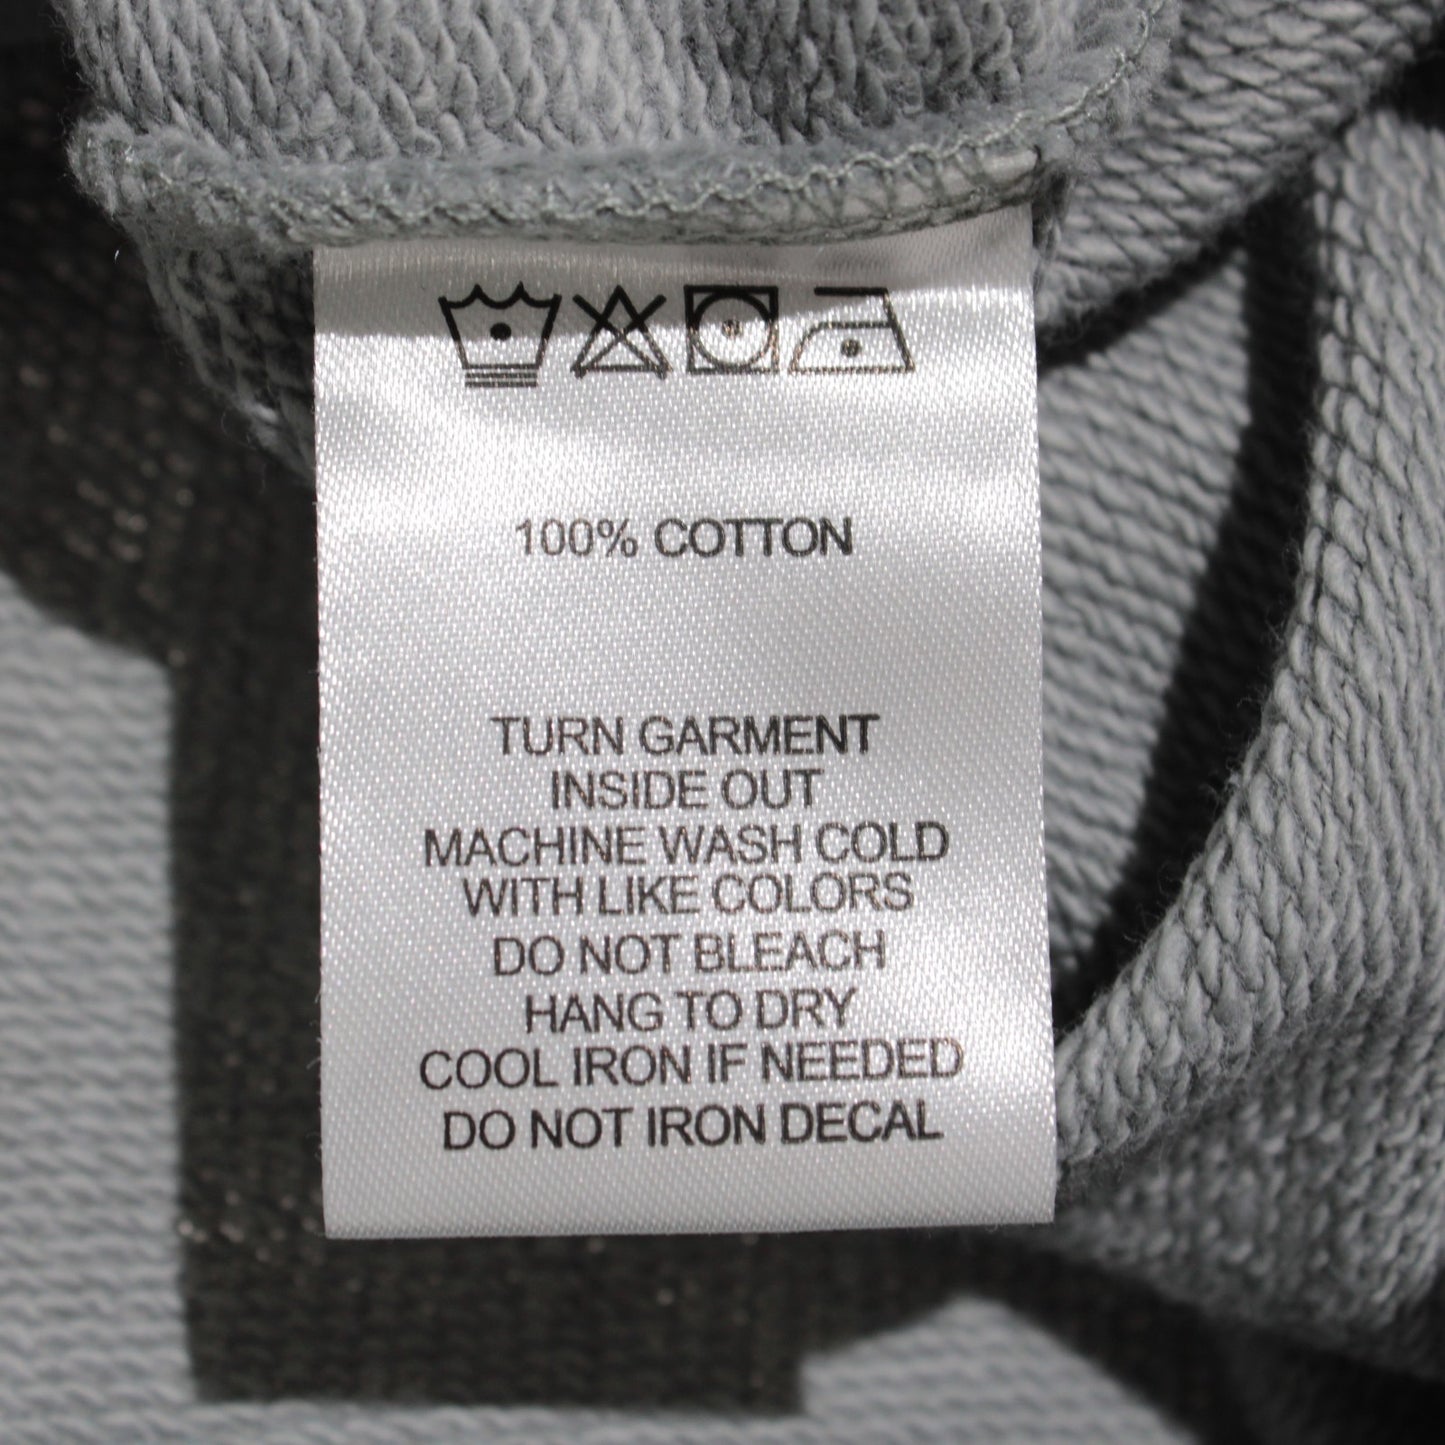 100% COTTON
TURN GARMENT
INSIDE OUT
MACHINE WASH COLD
WITH LIKE COLORS
DO NOT BLEACH
HANG TO DRY
COOL IRON IF NEEDED
DO NOT IRON DECAL